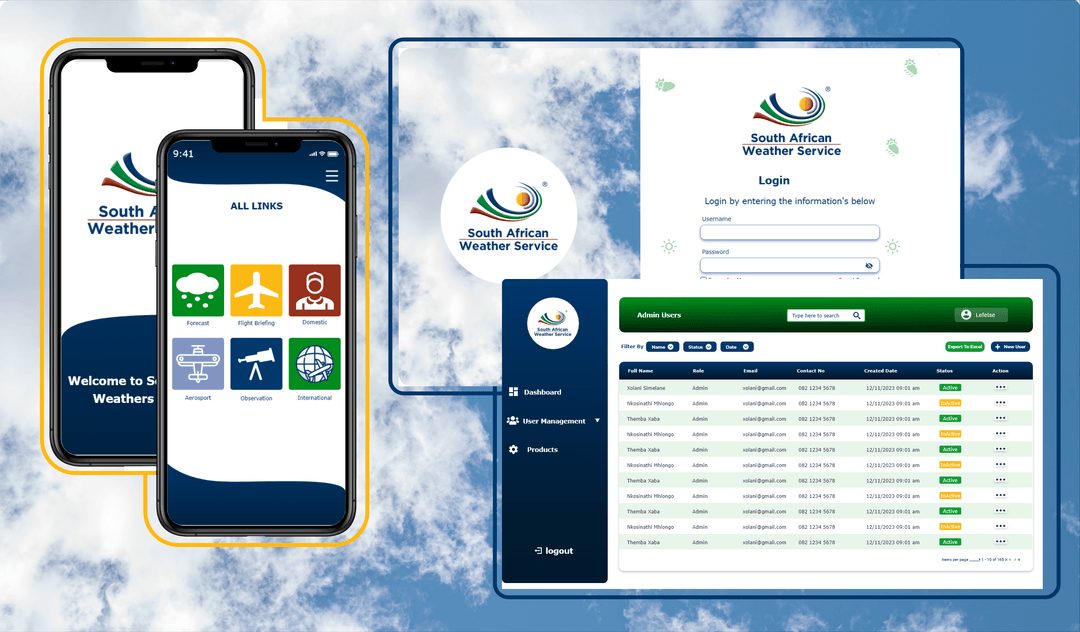 South A
Weather
Welcome to So
Weathers
9:41
ALL LINKS
Forecast
Flight Briefing
Domestic
Aerosport
Observation
International
South African
Weather Service
®
South African
Weather Service
®
Login
Login by entering the information's below
Username
Password
South African
Weather Service
Dashboard
User Management
Products
logout
Admin Users
Type here to search
Lefetse
Filter By Name Status Date
Export To Excel
New User
Full Name Role Email Contact No Created Date Status Action
Xolani Simelane Admin xolani@gmail.com 082 1234 5678 12/11/2023 09:01 am Active
Nkosinathi Mhlongo Admin xolani@gmail.com 082 1234 5678 12/11/2023 09:01 am InActive
Themba Xaba Admin xolani@gmail.com 082 1234 5678 12/11/2023 09:01 am Active
Nkosinathi Mhlongo Admin xolani@gmail.com 082 1234 5678 12/11/2023 09:01 am InActive
Themba Xaba Admin xolani@gmail.com 082 1234 5678 12/11/2023 09:01 am Active
Nkosinathi Mhlongo Admin xolani@gmail.com 082 1234 5678 12/11/2023 09:01 am InActive
Themba Xaba Admin xolani@gmail.com 082 1234 5678 12/11/2023 09:01 am Active
Nkosinathi Mhlongo Admin xolani@gmail.com 082 1234 5678 12/11/2023 09:01 am InActive
Themba Xaba Admin xolani@gmail.com 082 1234 5678 12/11/2023 09:01 am Active
Nkosinathi Mhlongo Admin xolani@gmail.com 082 1234 5678 12/11/2023 09:01 am InActive
Themba Xaba Admin xolani@gmail.com 082 1234 5678 12/11/2023 09:01 am Active
Items per page 1 - 10 of 165